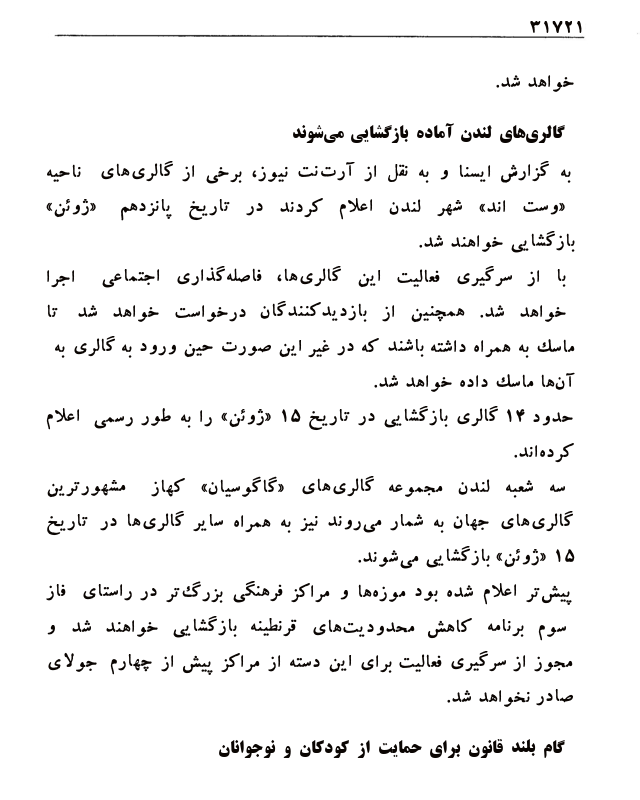 ۳۱۷۲۱
خواهد شد.
گالری‌های لندن آماده بازگشایی می‌شوند
به گزارش ایسنا و به نقل از آرت‌نت نیوز، برخی از گالری‌های ناحیه
«وست اند» شهر لندن اعلام کردند در تاریخ پانزدهم «ژوئن»
بازگشایی خواهند شد.
با از سرگیری فعالیت این گالری‌ها، فاصله‌گذاری اجتماعی اجرا
خواهد شد. همچنین از بازدیدکنندگان درخواست خواهد شد تا
ماسك به همراه داشته باشند که در غیر این صورت حین ورود به گالری به
آن‌ها ماسك داده خواهد شد.
حدود ۱۴ گالری بازگشایی در تاریخ ۱۵ «ژوئن» را به طور رسمی اعلام
کرده‌اند.
سه شعبه لندن مجموعه گالری‌های «گاگوسیان» کهاز مشهورترین
گالری‌های جهان به شمار می‌روند نیز به همراه سایر گالری‌ها در تاریخ
۱۵ «ژوئن» بازگشایی می‌شوند.
پیش‌تر اعلام شده بود موزه‌ها و مراکز فرهنگی بزرگ‌تر در راستای فاز
سوم برنامه کاهش محدودیت‌های قرنطینه بازگشایی خواهند شد و
مجوز از سرگیری فعالیت برای این دسته از مراکز پیش از چهارم جولای
صادر نخواهد شد.
گام بلند قانون برای حمایت از کودکان و نوجوانان